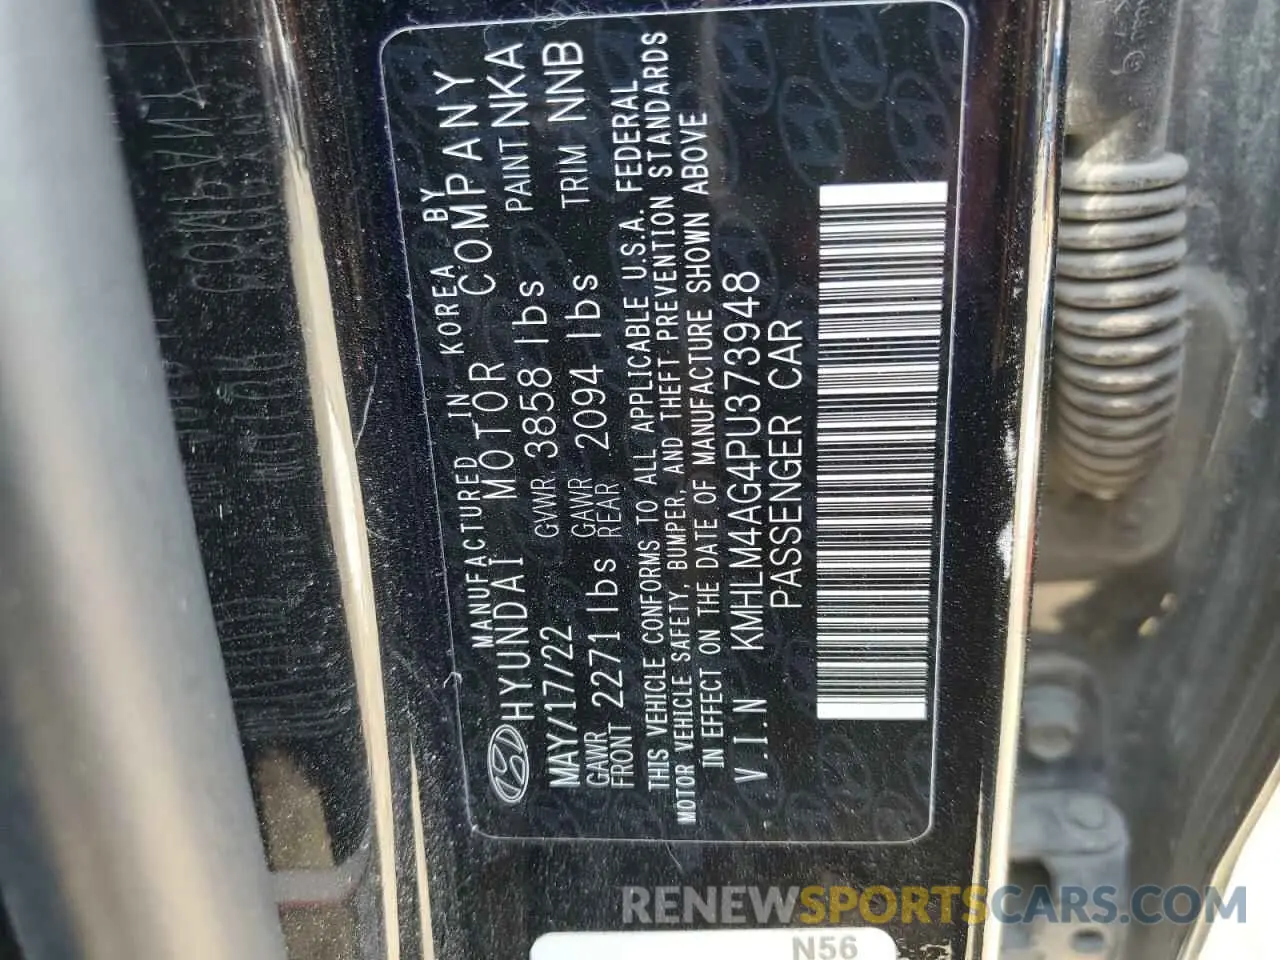 MANUFACTURED IN KOREA BY
HYUNDAI MOTOR COMPANY
MAY/17/22 GVWR 3858 lbs PAINT NKA
GAWR FRONT 2271 lbs GAWR REAR 2094 lbs TRIM NNB
THIS VEHICLE CONFORMS TO ALL APPLICABLE U.S.A. FEDERAL
MOTOR VEHICLE SAFETY, BUMPER, AND THEFT PREVENTION STANDARDS
IN EFFECT ON THE DATE OF MANUFACTURE SHOWN ABOVE
V.I.N KMHLM4AG4PU373948
PASSENGER CAR
RENEWSPORTSCARS.COM
N56